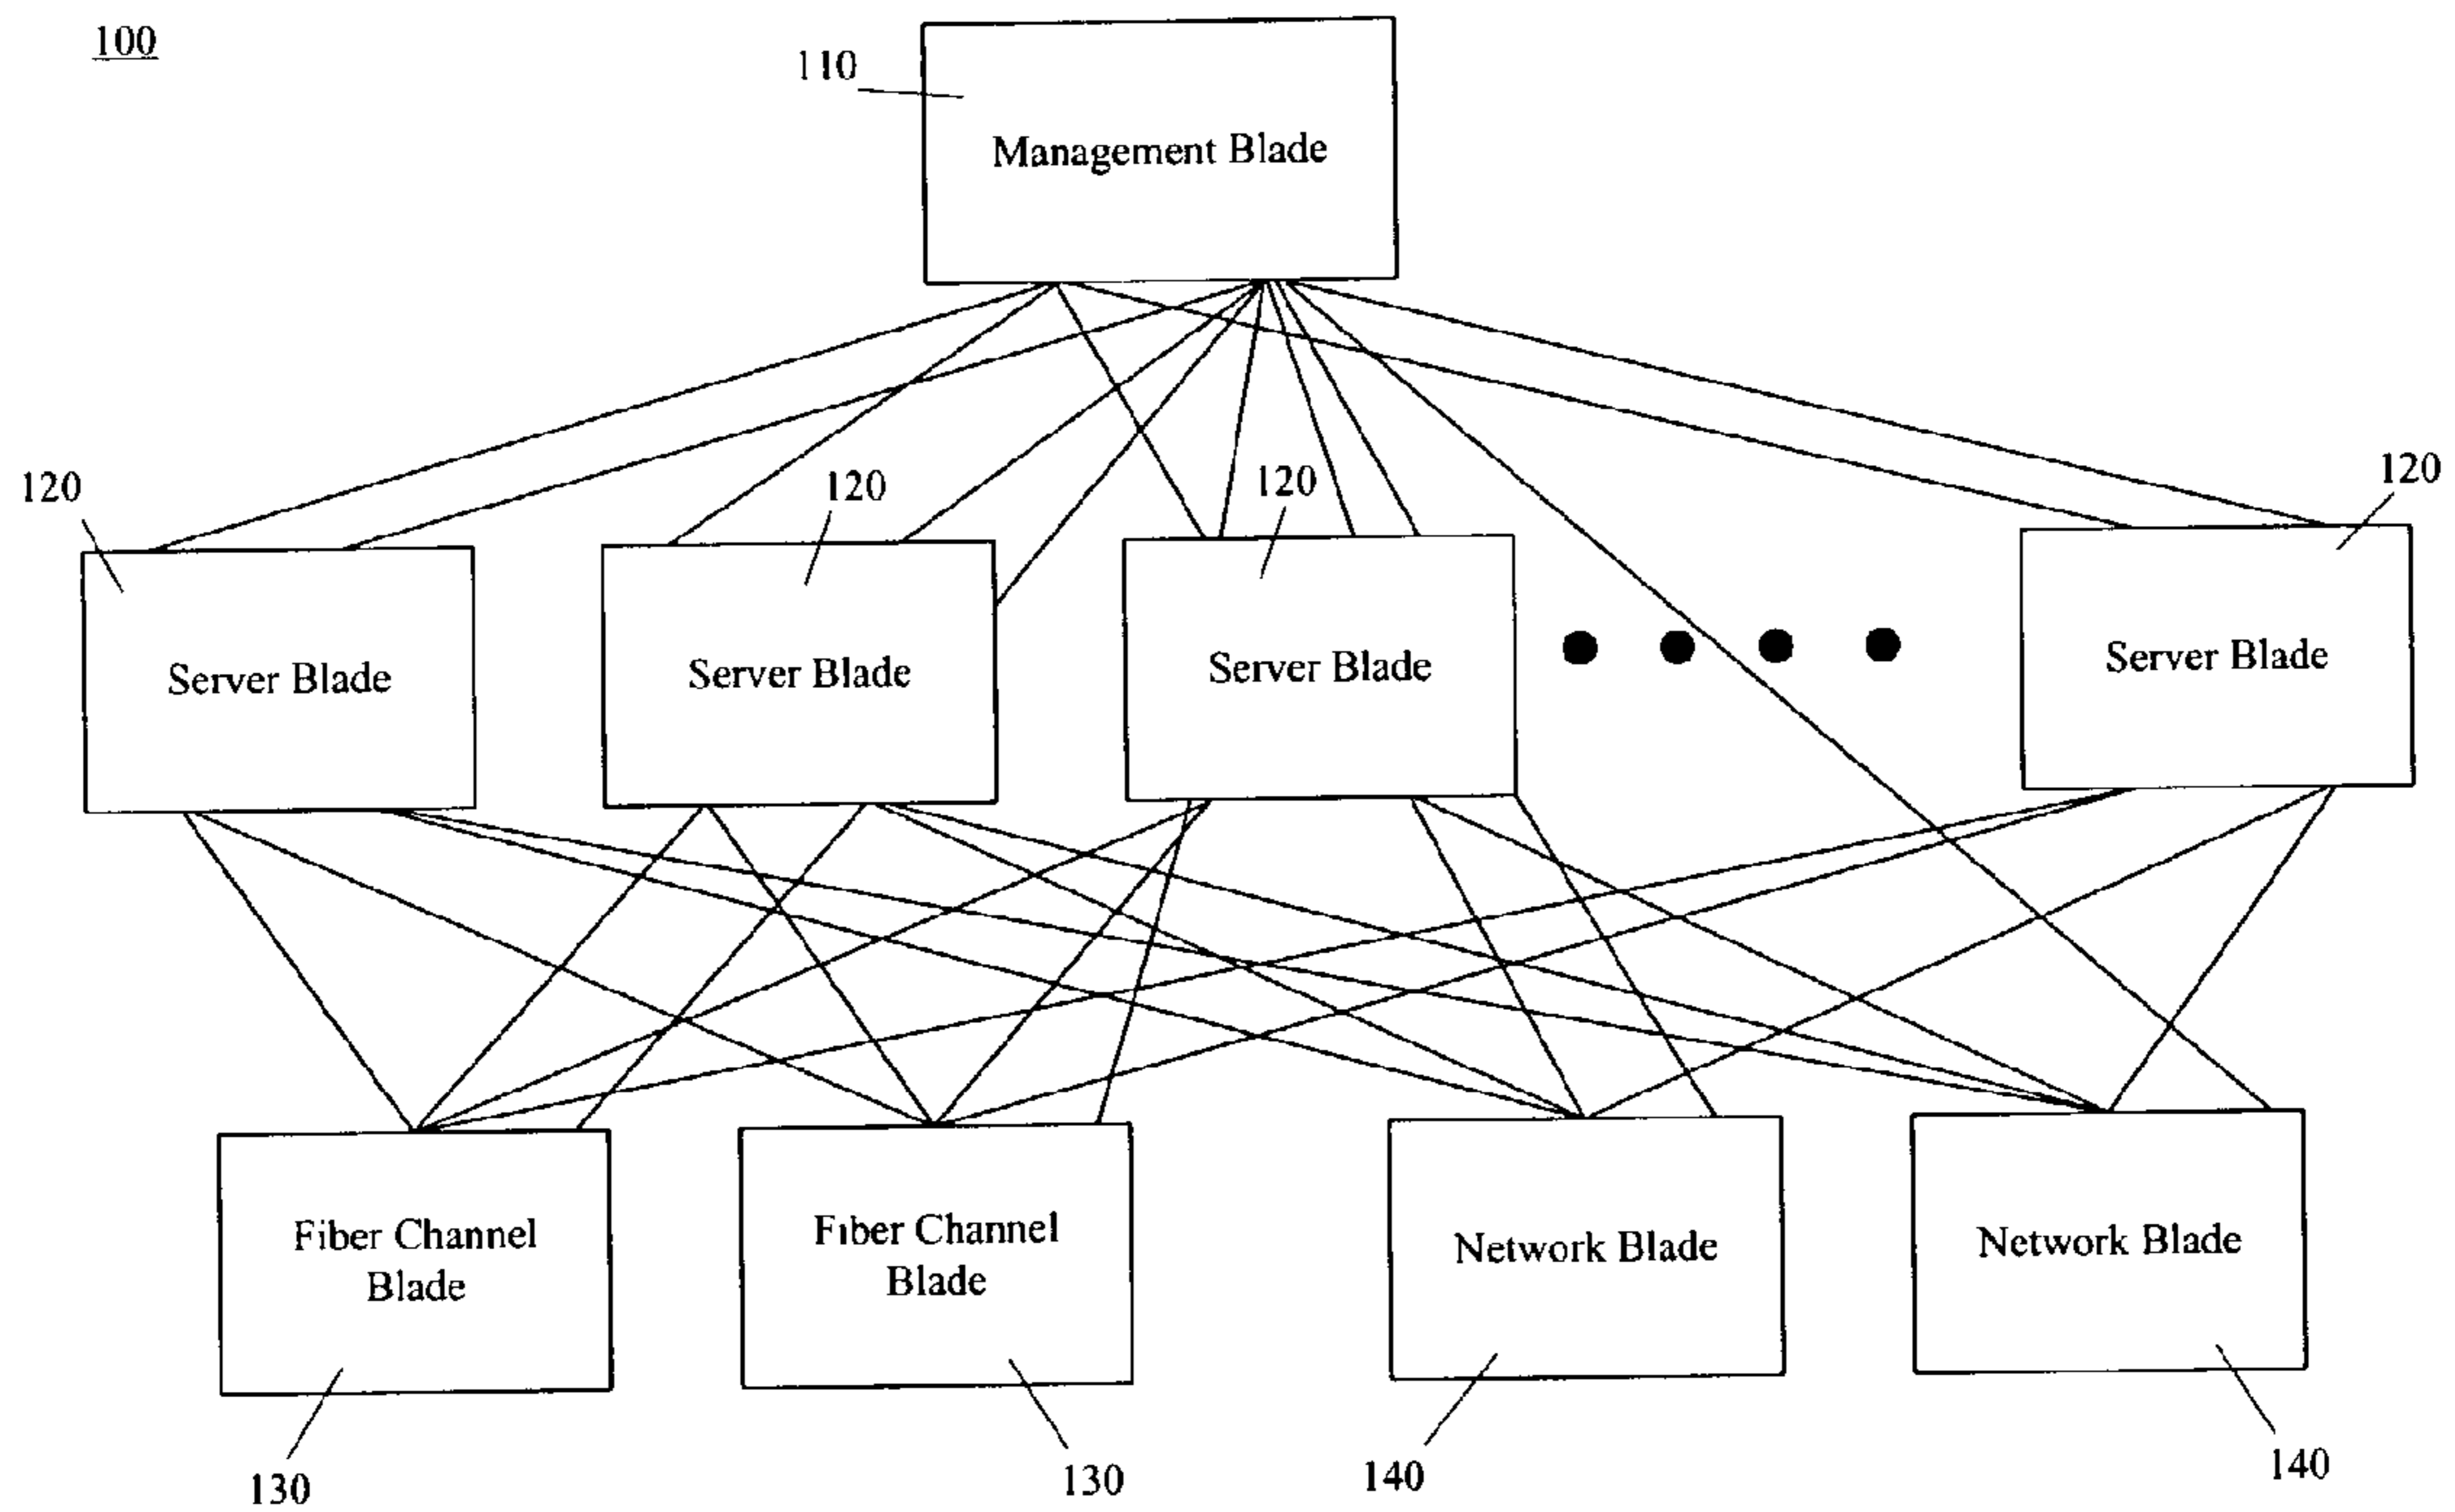 100
110
Management Blade
120
120
120
120
Server Blade
Server Blade
Server Blade
Server Blade
Fiber Channel
Blade
Fiber Channel
Blade
Network Blade
Network Blade
130
130
140
140